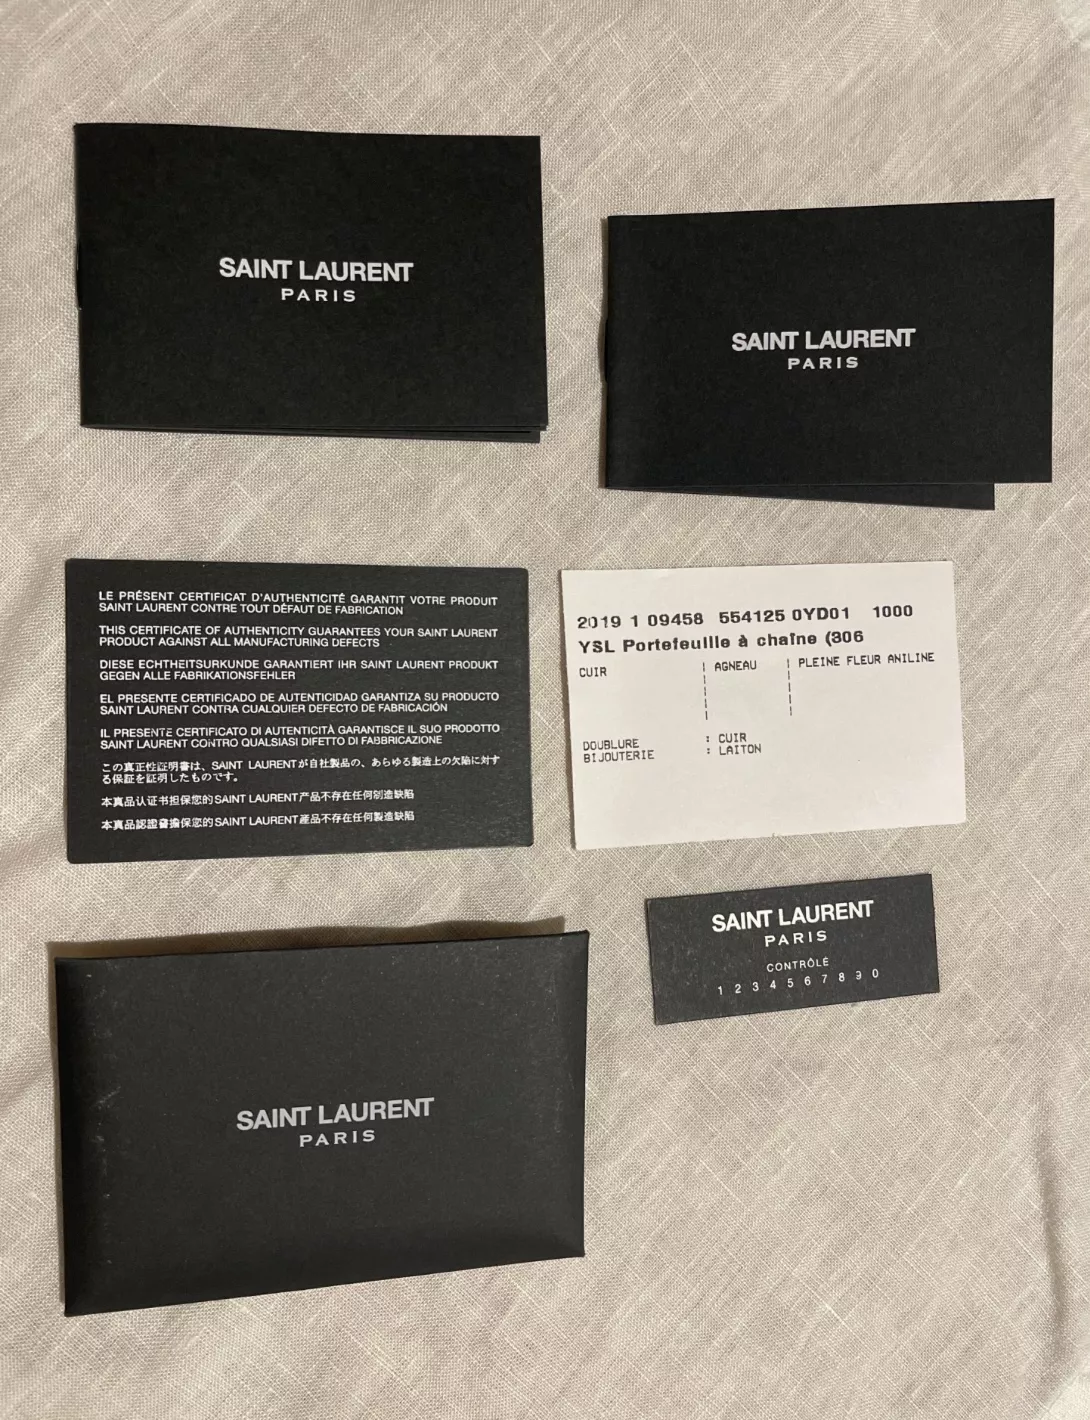 SAINT LAURENT
PARIS
SAINT LAURENT
PARIS
LE PRÉSENT CERTIFICAT D'AUTHENTICITÉ GARANTIT VOTRE PRODUIT
SAINT LAURENT CONTRE TOUT DÉFAUT DE FABRICATION
THIS CERTIFICATE OF AUTHENTICITY GUARANTEES YOUR SAINT LAURENT
PRODUCT AGAINST ALL MANUFACTURING DEFECTS
DIESE ECHTHEITSURKUNDE GARANTIERT IHR SAINT LAURENT PRODUKT
GEGEN ALLE FABRIKATIONSFEHLER
EL PRESENTE CERTIFICADO DE AUTENTICIDAD GARANTIZA SU PRODUCTO
SAINT LAURENT CONTRA CUALQUIER DEFECTO DE FABRICACIÓN
IL PRESENTE CERTIFICATO DI AUTENTICITÀ GARANTISCE IL SUO PRODOTTO
SAINT LAURENT CONTRO QUALSIASI DIFETTO DI FABBRICAZIONE
この真正性証明書は、SAINT LAURENTが自社製品の、あらゆる製造上の欠陥に対す
る保証を証明したものです。
本真品认证书担保您的SAINT LAURENT产品不存在任何制造缺陷
本真品認證書擔保您的SAINT LAURENT產品不存在任何製造缺陷
2019 1 09458 554125 0YD01 1000
YSL Portefeuille à chaîne (306
CUIR | AGNEAU | PLEINE FLEUR ANILINE
DOUBLURE : CUIR
BIJOUTERIE : LAITON
SAINT LAURENT
PARIS
CONTRÔLÉ
1 2 3 4 5 6 7 8 9 0
SAINT LAURENT
PARIS